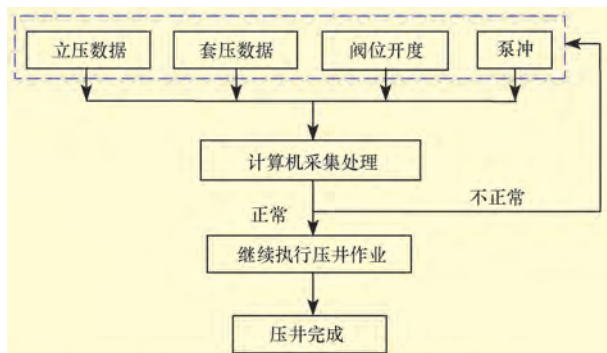 立压数据
套压数据
阀位开度
泵冲
计算机采集处理
不正常
正常
继续执行压井作业
压井完成